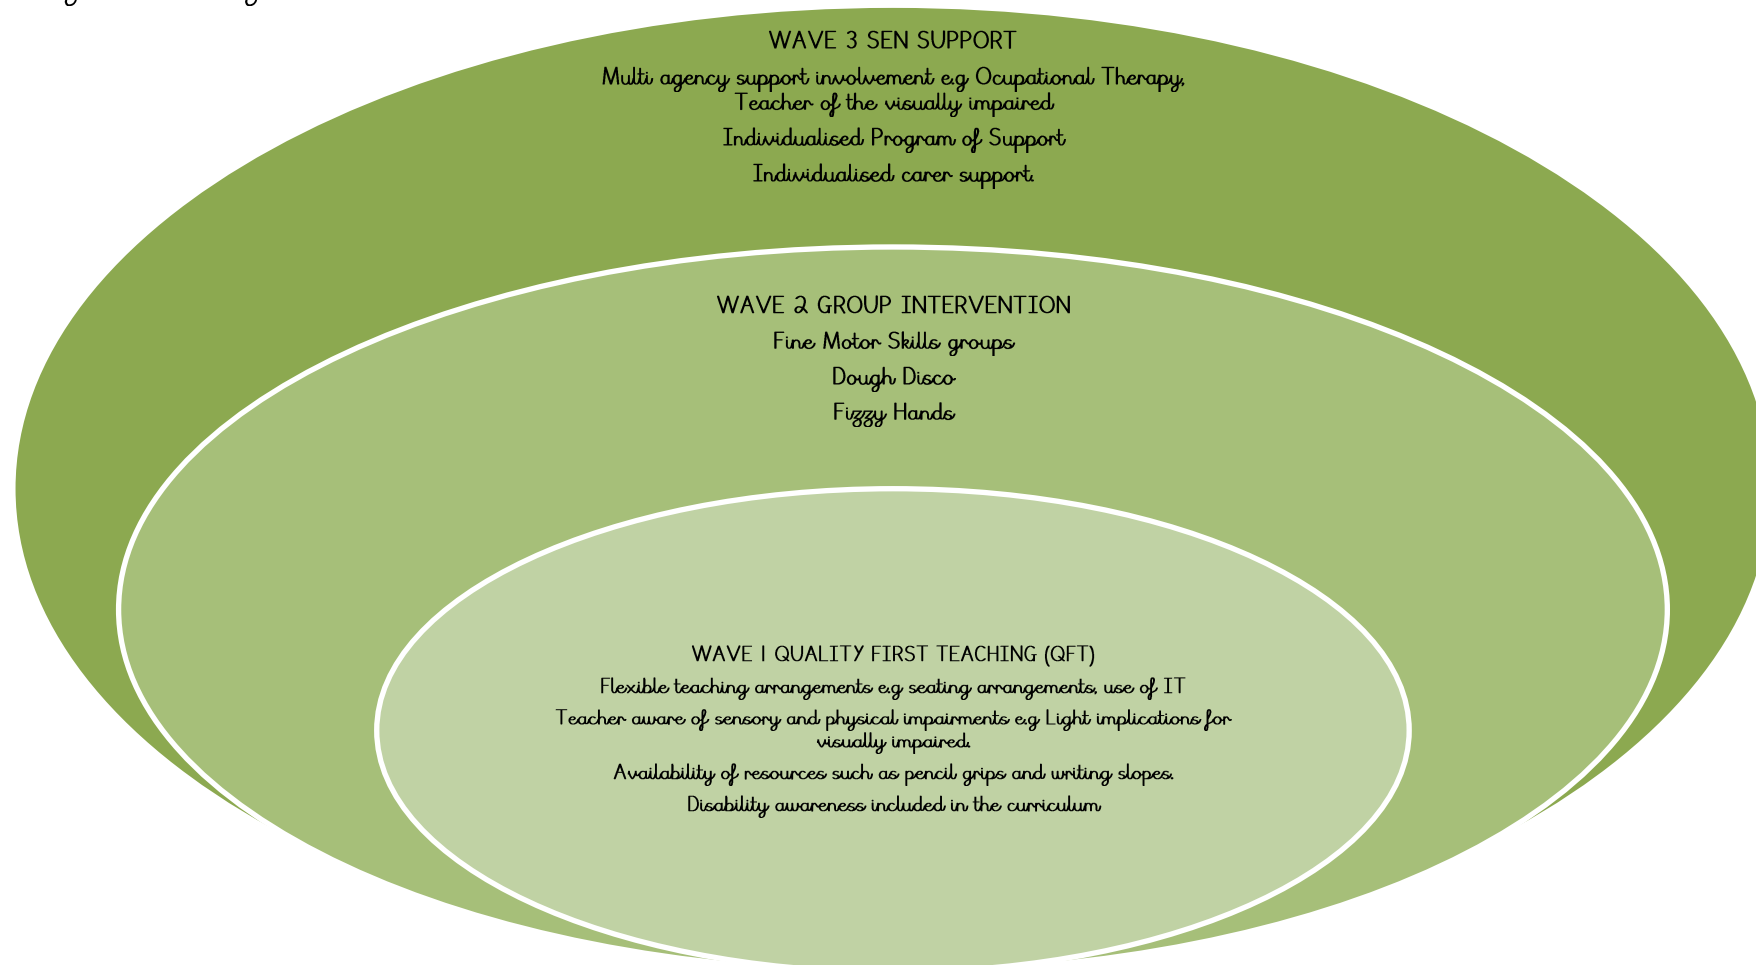 WAVE 3 SEN SUPPORT
Multi agency support involvement e.g Ocupational Therapy,
Teacher of the visually impaired
Individualised Program of Support
Individualised carer support.
WAVE 2 GROUP INTERVENTION
Fine Motor Skills groups
Dough Disco
Fizzy Hands
WAVE 1 QUALITY FIRST TEACHING (QFT)
Flexible teaching arrangements e.g seating arrangements, use of IT
Teacher aware of sensory and physical impairments e.g Light implications for
visually impaired.
Availability of resources such as pencil grips and writing slopes.
Disability awareness included in the curriculum